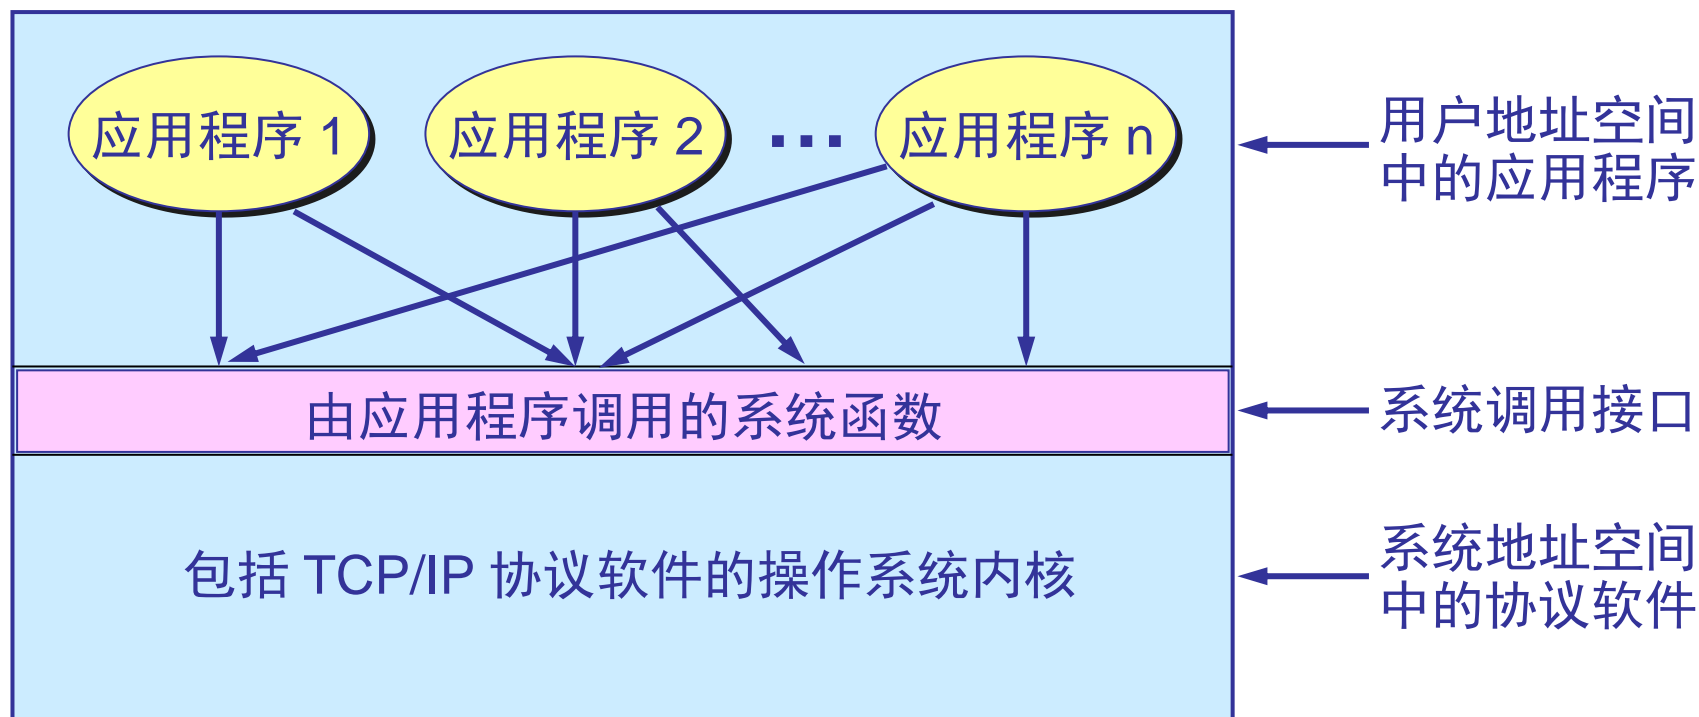 应用程序 1
应用程序 2
…
应用程序 n
用户地址空间
中的应用程序
由应用程序调用的系统函数
系统调用接口
包括 TCP/IP 协议软件的操作系统内核
系统地址空间
中的协议软件